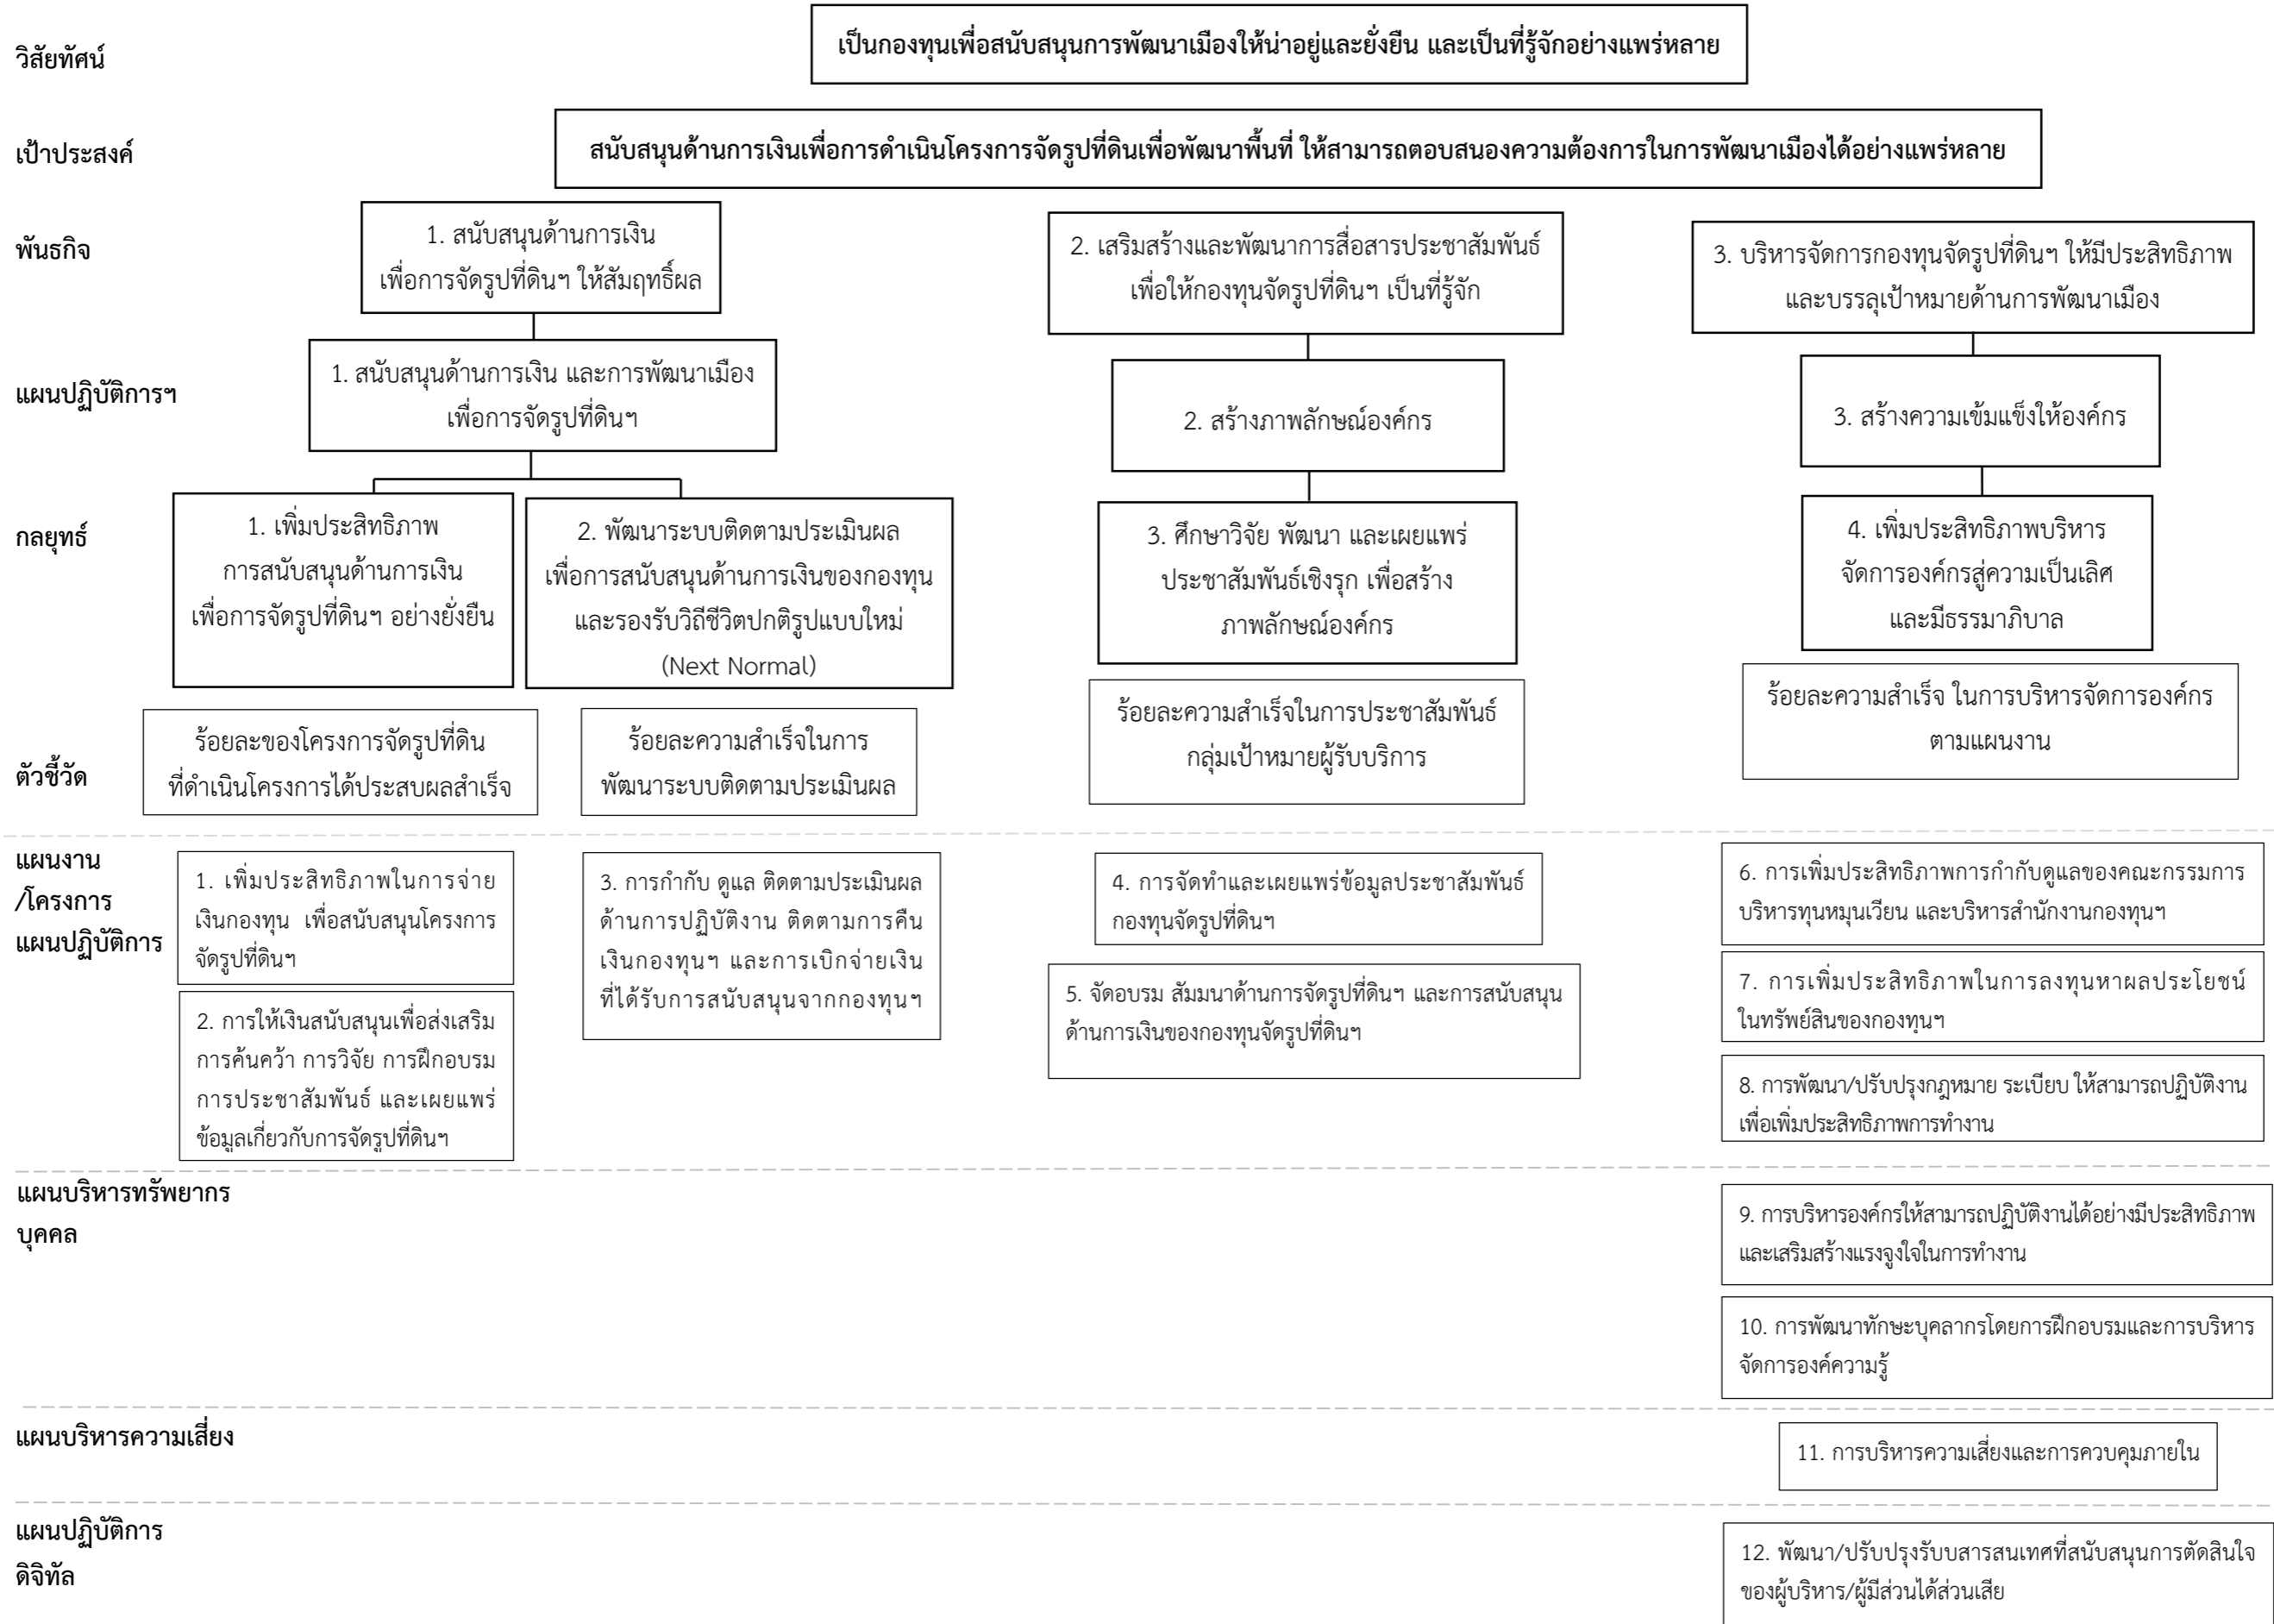 วิสัยทัศน์
เป็นกองทุนเพื่อสนับสนุนการพัฒนาเมืองให้น่าอยู่และยั่งยืน และเป็นที่รู้จักอย่างแพร่หลาย
เป้าประสงค์
สนับสนุนด้านการเงินเพื่อการดำเนินโครงการจัดรูปที่ดินเพื่อพัฒนาพื้นที่ ให้สามารถตอบสนองความต้องการในการพัฒนาเมืองได้อย่างแพร่หลาย
พันธกิจ
1. สนับสนุนด้านการเงิน
เพื่อการจัดรูปที่ดินฯ ให้สัมฤทธิ์ผล
2. เสริมสร้างและพัฒนาการสื่อสารประชาสัมพันธ์
เพื่อให้กองทุนจัดรูปที่ดินฯ เป็นที่รู้จัก
3. บริหารจัดการกองทุนจัดรูปที่ดินฯ ให้มีประสิทธิภาพ
และบรรลุเป้าหมายด้านการพัฒนาเมือง
แผนปฏิบัติการฯ
1. สนับสนุนด้านการเงิน และการพัฒนาเมือง
เพื่อการจัดรูปที่ดินฯ
2. สร้างภาพลักษณ์องค์กร
3. สร้างความเข้มแข็งให้องค์กร
กลยุทธ์
1. เพิ่มประสิทธิภาพ
การสนับสนุนด้านการเงิน
เพื่อการจัดรูปที่ดินฯ อย่างยั่งยืน
2. พัฒนาระบบติดตามประเมินผล
เพื่อการสนับสนุนด้านการเงินของกองทุน
และรองรับวิถีชีวิตปกติรูปแบบใหม่
(Next Normal)
3. ศึกษาวิจัย พัฒนา และเผยแพร่
ประชาสัมพันธ์เชิงรุก เพื่อสร้าง
ภาพลักษณ์องค์กร
4. เพิ่มประสิทธิภาพบริหาร
จัดการองค์กรสู่ความเป็นเลิศ
และมีธรรมาภิบาล
ตัวชี้วัด
ร้อยละของโครงการจัดรูปที่ดิน
ที่ดำเนินโครงการได้ประสบผลสำเร็จ
ร้อยละความสำเร็จในการ
พัฒนาระบบติดตามประเมินผล
ร้อยละความสำเร็จในการประชาสัมพันธ์
กลุ่มเป้าหมายผู้รับบริการ
ร้อยละความสำเร็จ ในการบริหารจัดการองค์กร
ตามแผนงาน
แผนงาน
/โครงการ
แผนปฏิบัติการ
1. เพิ่มประสิทธิภาพในการจ่าย
เงินกองทุน เพื่อสนับสนุนโครงการ
จัดรูปที่ดินฯ
2. การให้เงินสนับสนุนเพื่อส่งเสริม
การค้นคว้า การวิจัย การฝึกอบรม
การประชาสัมพันธ์ และเผยแพร่
ข้อมูลเกี่ยวกับการจัดรูปที่ดินฯ
3. การกำกับ ดูแล ติดตามประเมินผล
ด้านการปฏิบัติงาน ติดตามการคืน
เงินกองทุนฯ และการเบิกจ่ายเงิน
ที่ได้รับการสนับสนุนจากกองทุนฯ
4. การจัดทำและเผยแพร่ข้อมูลประชาสัมพันธ์
กองทุนจัดรูปที่ดินฯ
5. จัดอบรม สัมมนาด้านการจัดรูปที่ดินฯ และการสนับสนุน
ด้านการเงินของกองทุนจัดรูปที่ดินฯ
6. การเพิ่มประสิทธิภาพการกำกับดูแลของคณะกรรมการ
บริหารทุนหมุนเวียน และบริหารสำนักงานกองทุนฯ
7. การเพิ่มประสิทธิภาพในการลงทุนหาผลประโยชน์
ในทรัพย์สินของกองทุนฯ
8. การพัฒนา/ปรับปรุงกฎหมาย ระเบียบ ให้สามารถปฏิบัติงาน
เพื่อเพิ่มประสิทธิภาพการทำงาน
แผนบริหารทรัพยากร
บุคคล
9. การบริหารองค์กรให้สามารถปฏิบัติงานได้อย่างมีประสิทธิภาพ
และเสริมสร้างแรงจูงใจในการทำงาน
10. การพัฒนาทักษะบุคลากรโดยการฝึกอบรมและการบริหาร
จัดการองค์ความรู้
แผนบริหารความเสี่ยง
11. การบริหารความเสี่ยงและการควบคุมภายใน
แผนปฏิบัติการ
ดิจิทัล
12. พัฒนา/ปรับปรุงรับบสารสนเทศที่สนับสนุนการตัดสินใจ
ของผู้บริหาร/ผู้มีส่วนได้ส่วนเสีย